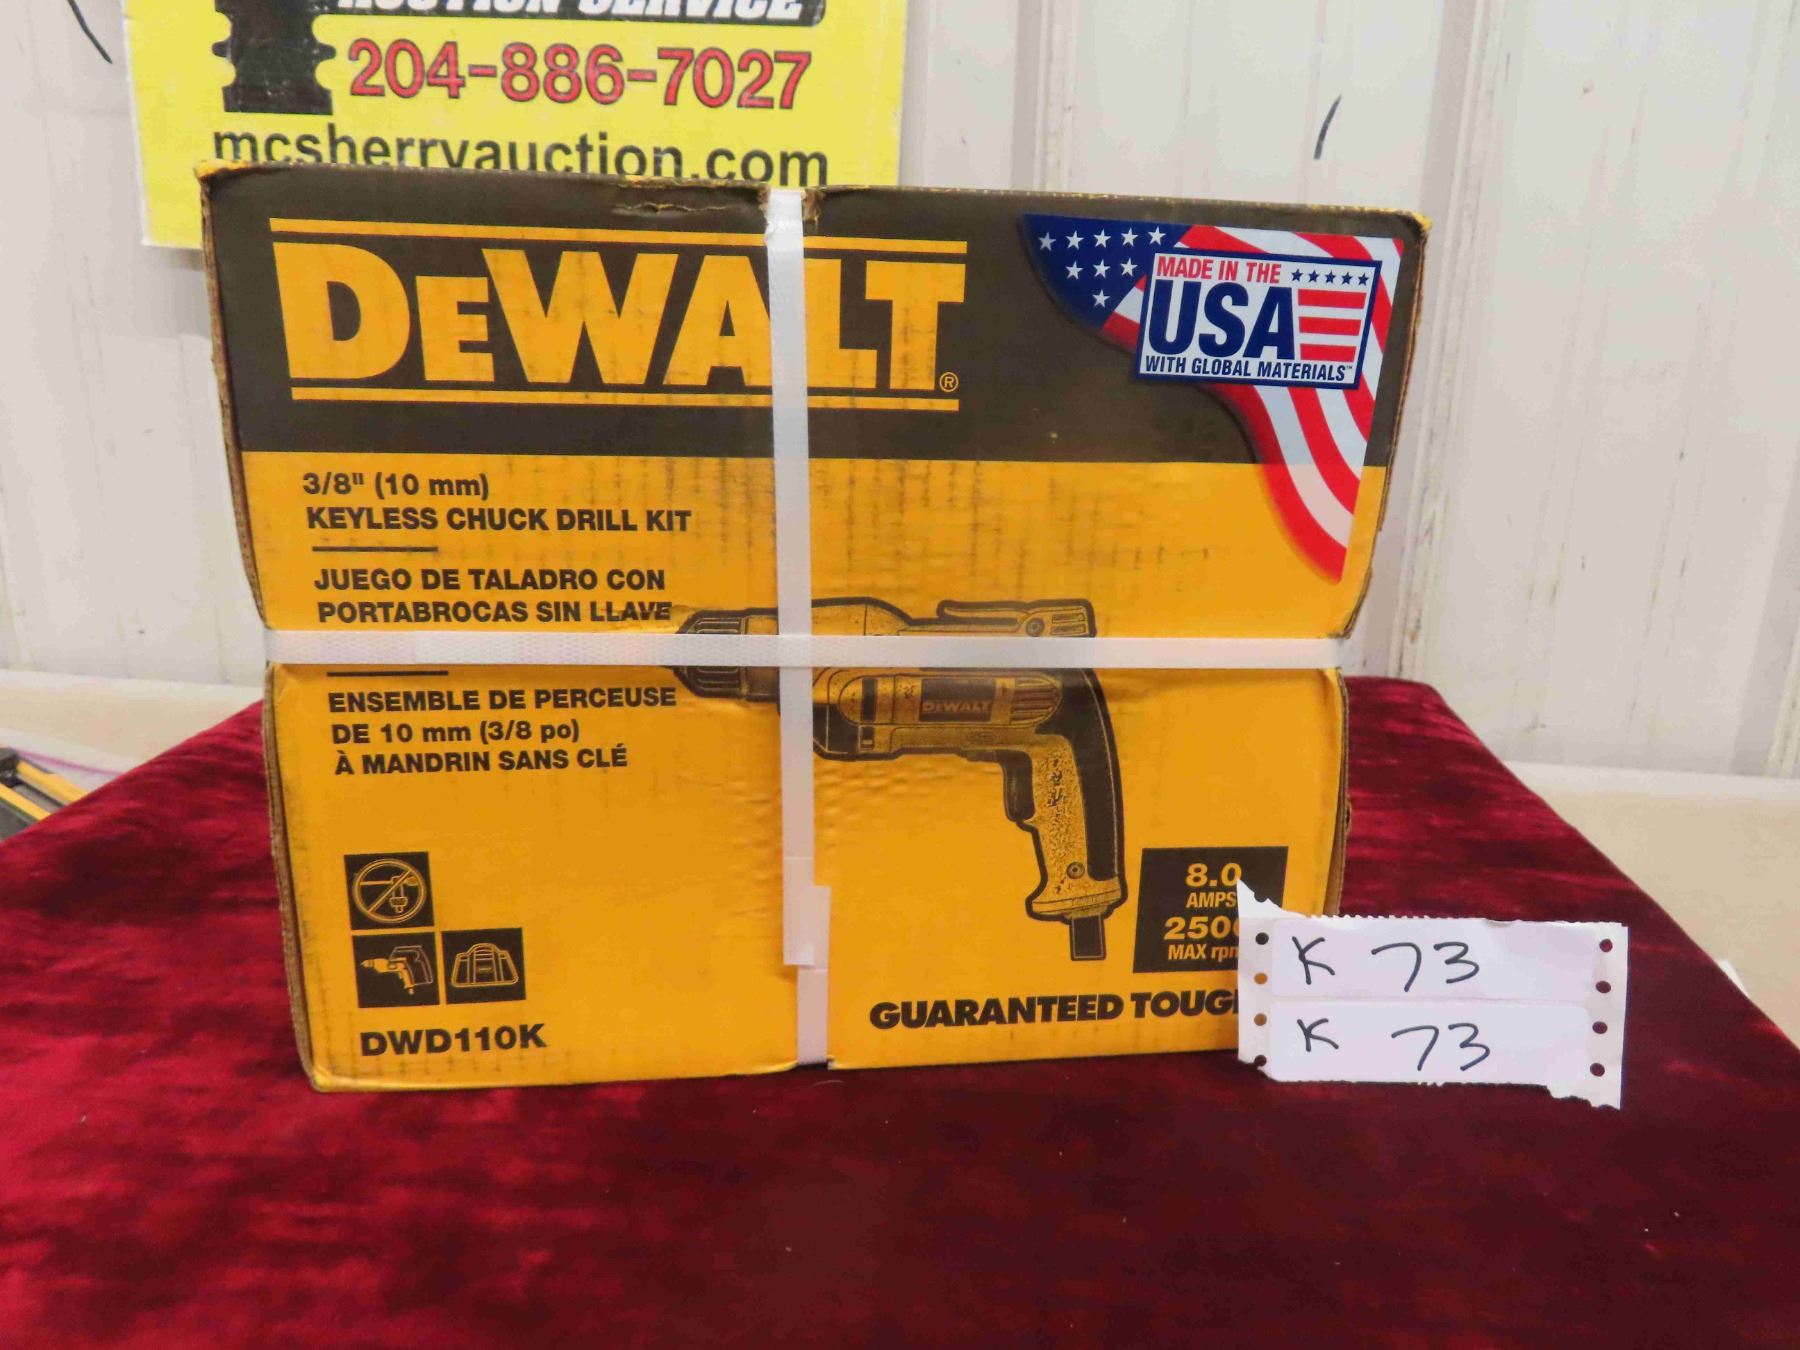 AUCTION SERVICE
204-886-7027
mcsherryauction.com
DEWALT®
MADE IN THE
USA
WITH GLOBAL MATERIALS™
3/8" (10 mm)
KEYLESS CHUCK DRILL KIT
JUEGO DE TALADRO CON
PORTABROCAS SIN LLAVE
ENSEMBLE DE PERCEUSE
DE 10 mm (3/8 po)
À MANDRIN SANS CLÉ
DEWALT
8.0
AMPS
2500
MAX rpm
GUARANTEED TOUGH
DWD110K
K 73
K 73